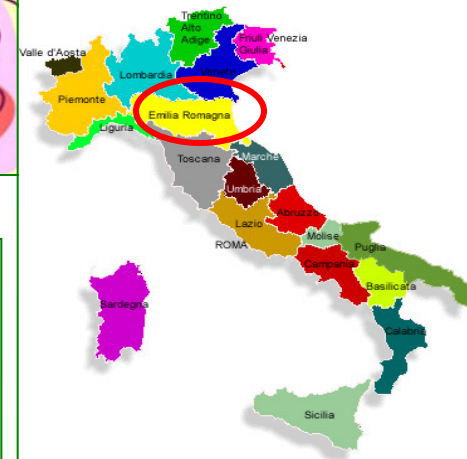 Trentino
Alto
Adige
Friuli Venezia
Giulia
Valle d'Aosta
Lombardia
Veneto
Piemonte
Emilia Romagna
Liguria
Toscana
Marche
Umbria
Abruzzo
Lazio
ROMA
Molise
Puglia
Campania
Basilicata
Sardegna
Calabria
Sicilia